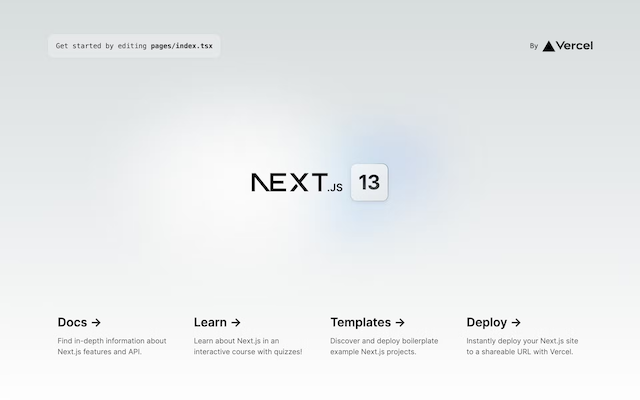 Get started by editing pages/index.tsx
By Vercel
NEXT.JS 13
Docs ->
Find in-depth information about
Next.js features and API.
Learn ->
Learn about Next.js in an
interactive course with quizzes!
Templates ->
Discover and deploy boilerplate
example Next.js projects.
Deploy ->
Instantly deploy your Next.js site
to a shareable URL with Vercel.